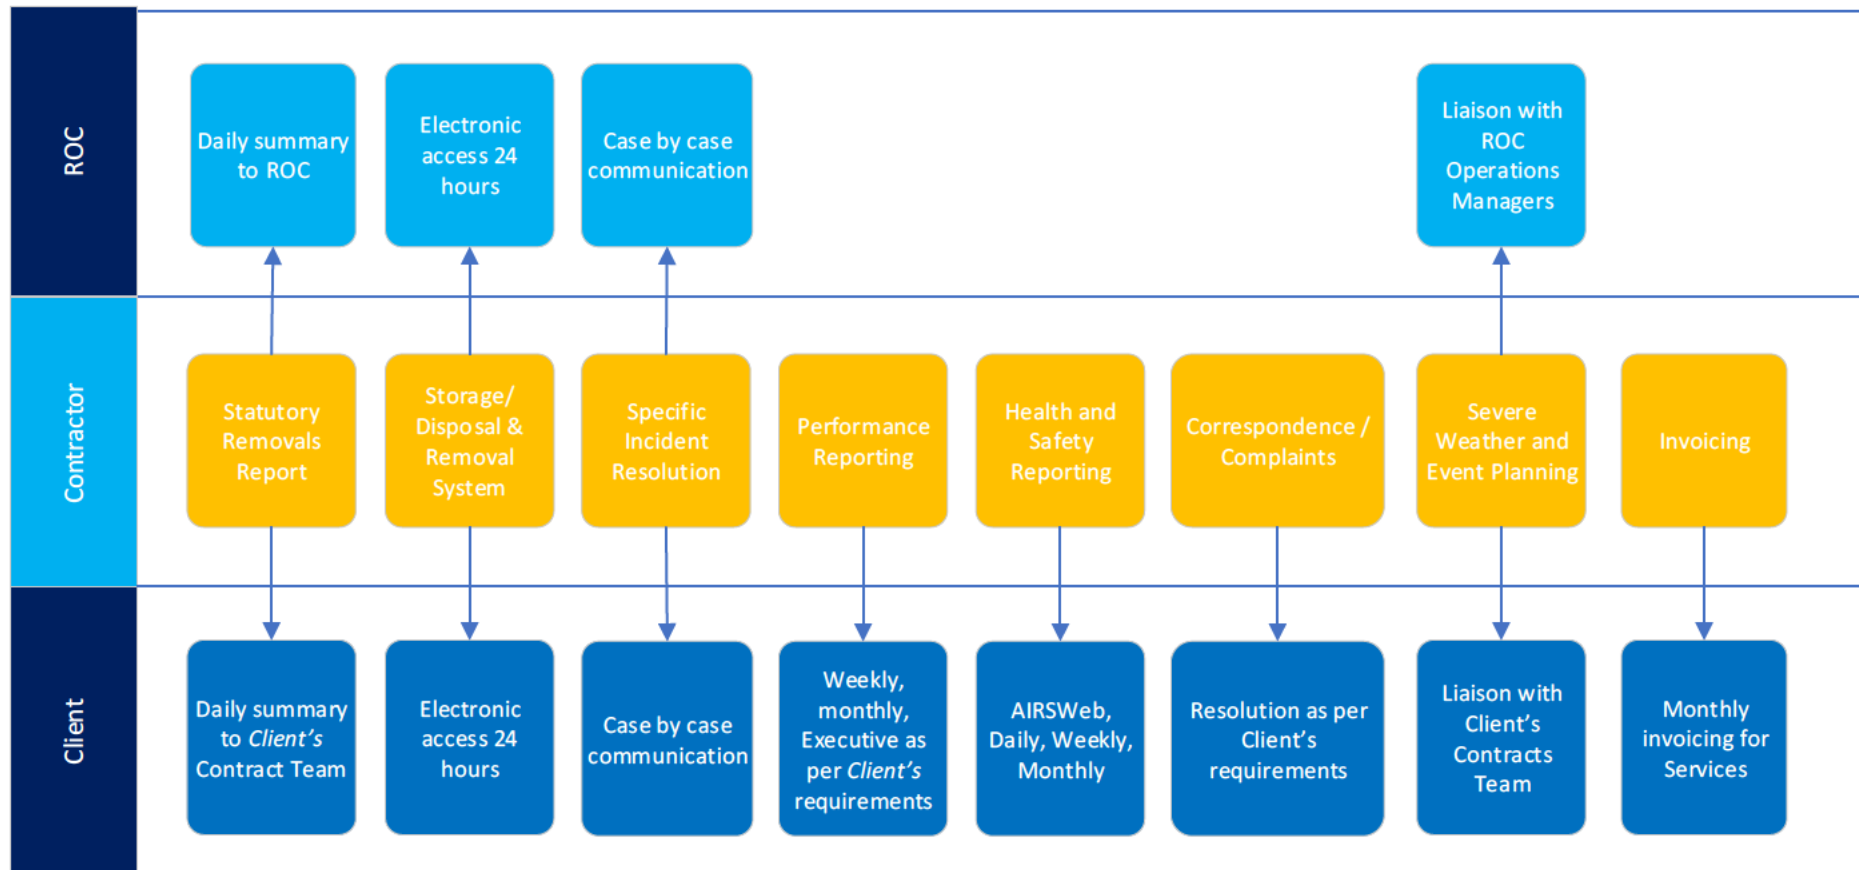 ROC
Daily summary
to ROC
Electronic
access 24
hours
Case by case
communication
Liaison with
ROC
Operations
Managers
Contractor
Statutory
Removals
Report
Storage/
Disposal &
Removal
System
Specific
Incident
Resolution
Performance
Reporting
Health and
Safety
Reporting
Correspondence /
Complaints
Severe
Weather and
Event Planning
Invoicing
Client
Daily summary
to Client’s
Contract Team
Electronic
access 24
hours
Case by case
communication
Weekly,
monthly,
Executive as
per Client’s
requirements
AIRSWeb,
Daily, Weekly,
Monthly
Resolution as per
Client’s
requirements
Liaison with
Client’s
Contracts
Team
Monthly
invoicing for
Services